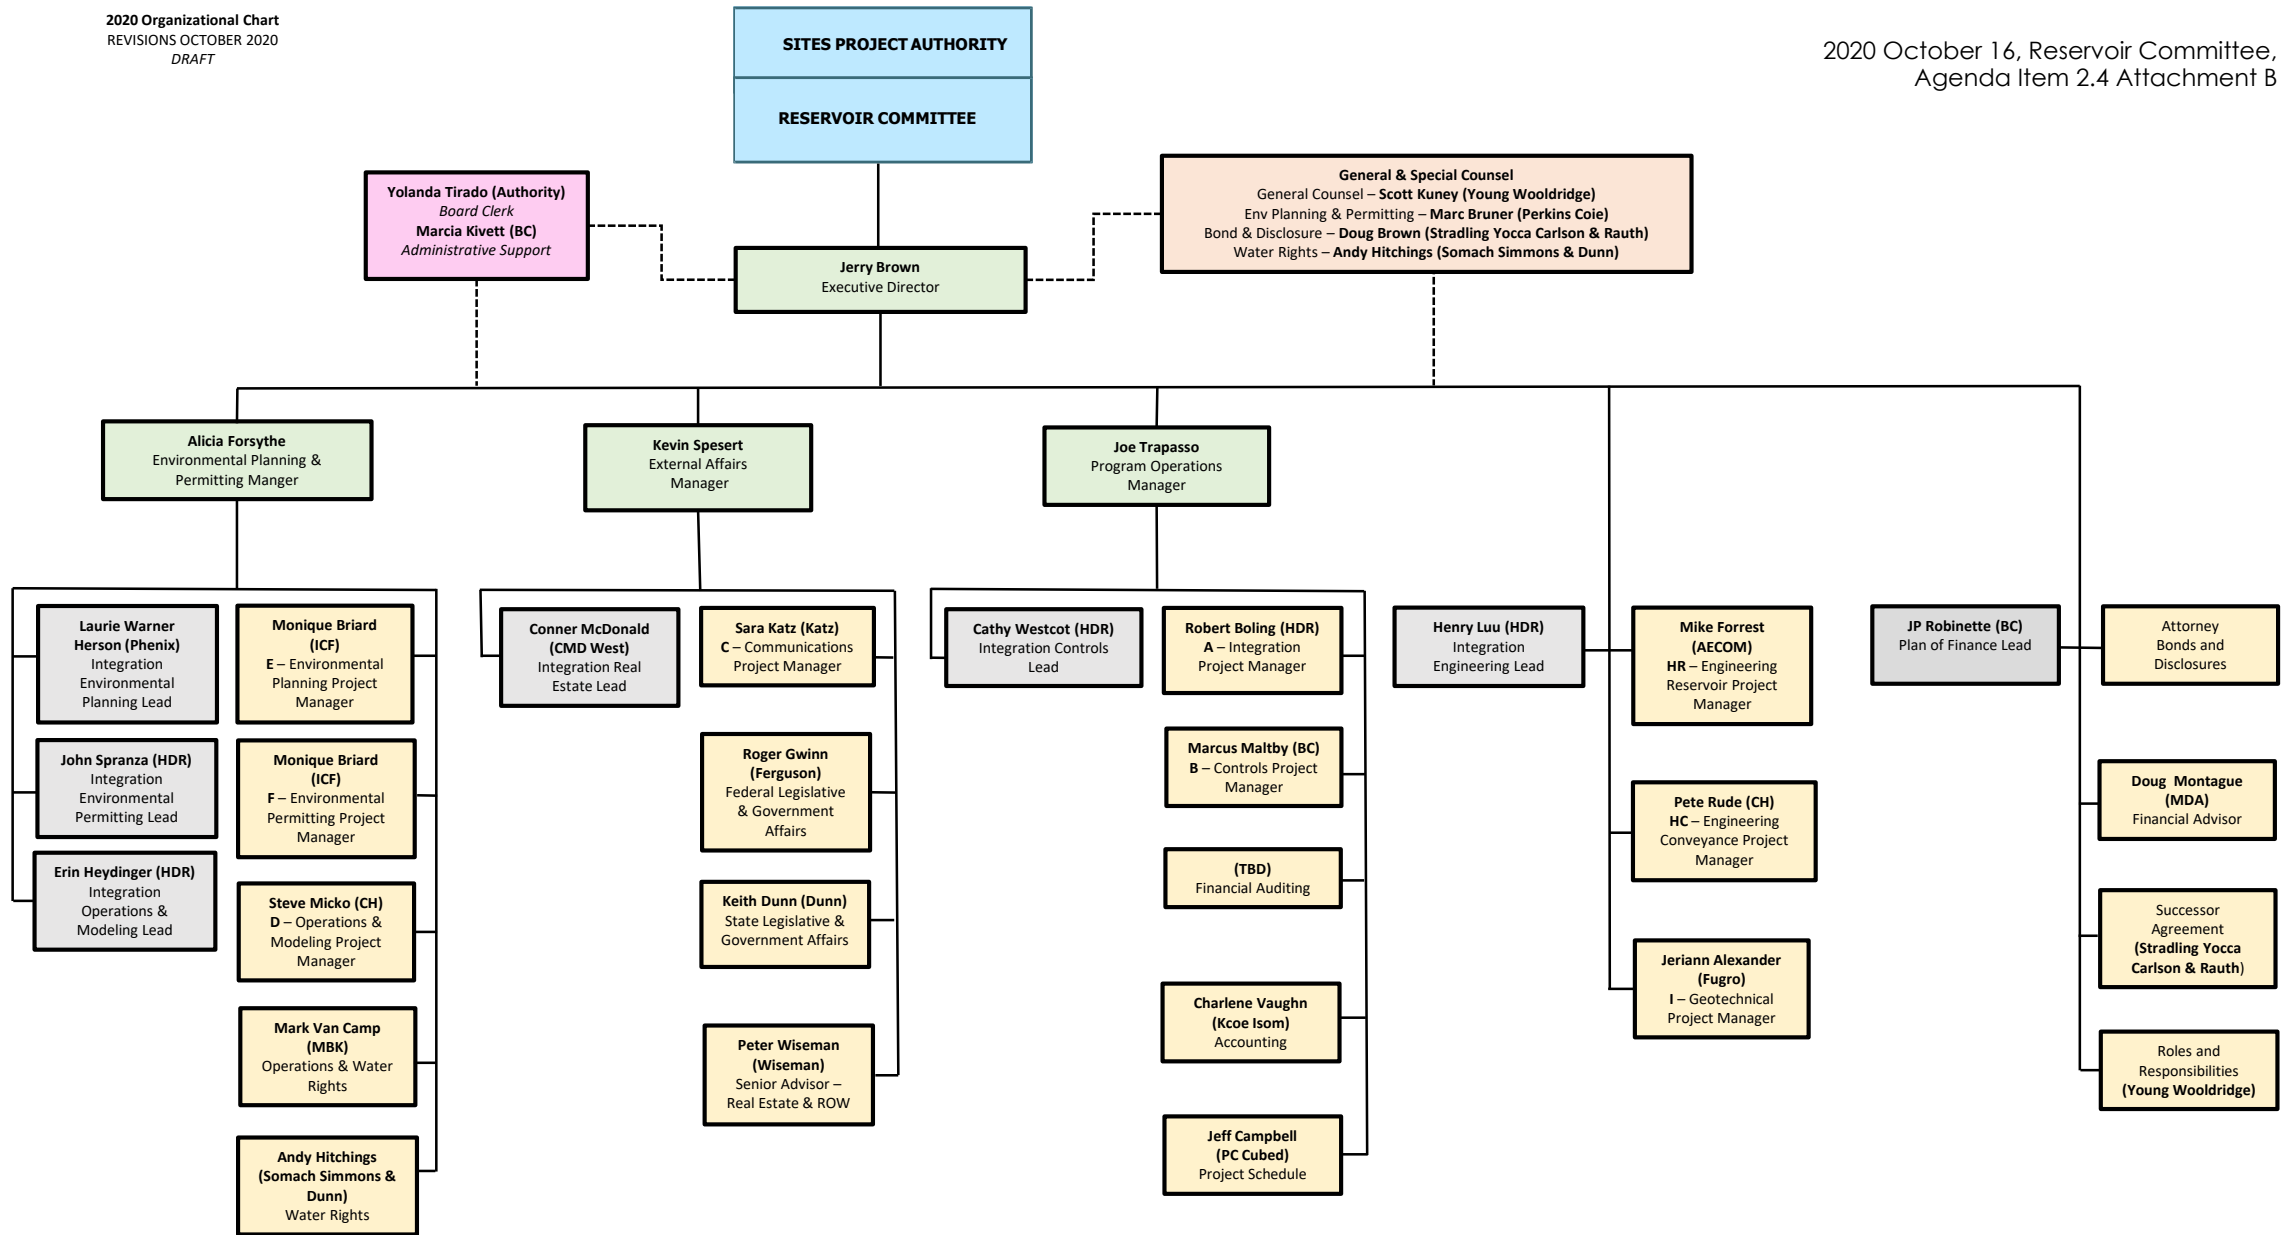 2020 Organizational Chart
REVISIONS OCTOBER 2020
DRAFT
SITES PROJECT AUTHORITY
RESERVOIR COMMITTEE
2020 October 16, Reservoir Committee,
Agenda Item 2.4 Attachment B
Yolanda Tirado (Authority)
Board Clerk
Marcia Kivett (BC)
Administrative Support
General & Special Counsel
General Counsel – Scott Kuney (Young Wooldridge)
Env Planning & Permitting – Marc Bruner (Perkins Coie)
Bond & Disclosure – Doug Brown (Stradling Yocca Carlson & Rauth)
Water Rights – Andy Hitchings (Somach Simmons & Dunn)
Jerry Brown
Executive Director
Alicia Forsythe
Environmental Planning &
Permitting Manger
Kevin Spesert
External Affairs
Manager
Joe Trapasso
Program Operations
Manager
Laurie Warner
Herson (Phenix)
Integration
Environmental
Planning Lead
John Spranza (HDR)
Integration
Environmental
Permitting Lead
Erin Heydinger (HDR)
Integration
Operations &
Modeling Lead
Monique Briard
(ICF)
E – Environmental
Planning Project
Manager
Monique Briard
(ICF)
F – Environmental
Permitting Project
Manager
Steve Micko (CH)
D – Operations &
Modeling Project
Manager
Mark Van Camp
(MBK)
Operations & Water
Rights
Andy Hitchings
(Somach Simmons &
Dunn)
Water Rights
Conner McDonald
(CMD West)
Integration Real
Estate Lead
Sara Katz (Katz)
C – Communications
Project Manager
Roger Gwinn
(Ferguson)
Federal Legislative
& Government
Affairs
Keith Dunn (Dunn)
State Legislative &
Government Affairs
Peter Wiseman
(Wiseman)
Senior Advisor –
Real Estate & ROW
Cathy Westcot (HDR)
Integration Controls
Lead
Robert Boling (HDR)
A – Integration
Project Manager
Marcus Maltby (BC)
B – Controls Project
Manager
(TBD)
Financial Auditing
Charlene Vaughn
(Kcoe Isom)
Accounting
Jeff Campbell
(PC Cubed)
Project Schedule
Henry Luu (HDR)
Integration
Engineering Lead
Mike Forrest
(AECOM)
HR – Engineering
Reservoir Project
Manager
Pete Rude (CH)
HC – Engineering
Conveyance Project
Manager
Jeriann Alexander
(Fugro)
I – Geotechnical
Project Manager
JP Robinette (BC)
Plan of Finance Lead
Attorney
Bonds and
Disclosures
Doug Montague
(MDA)
Financial Advisor
Successor
Agreement
(Stradling Yocca
Carlson & Rauth)
Roles and
Responsibilities
(Young Wooldridge)